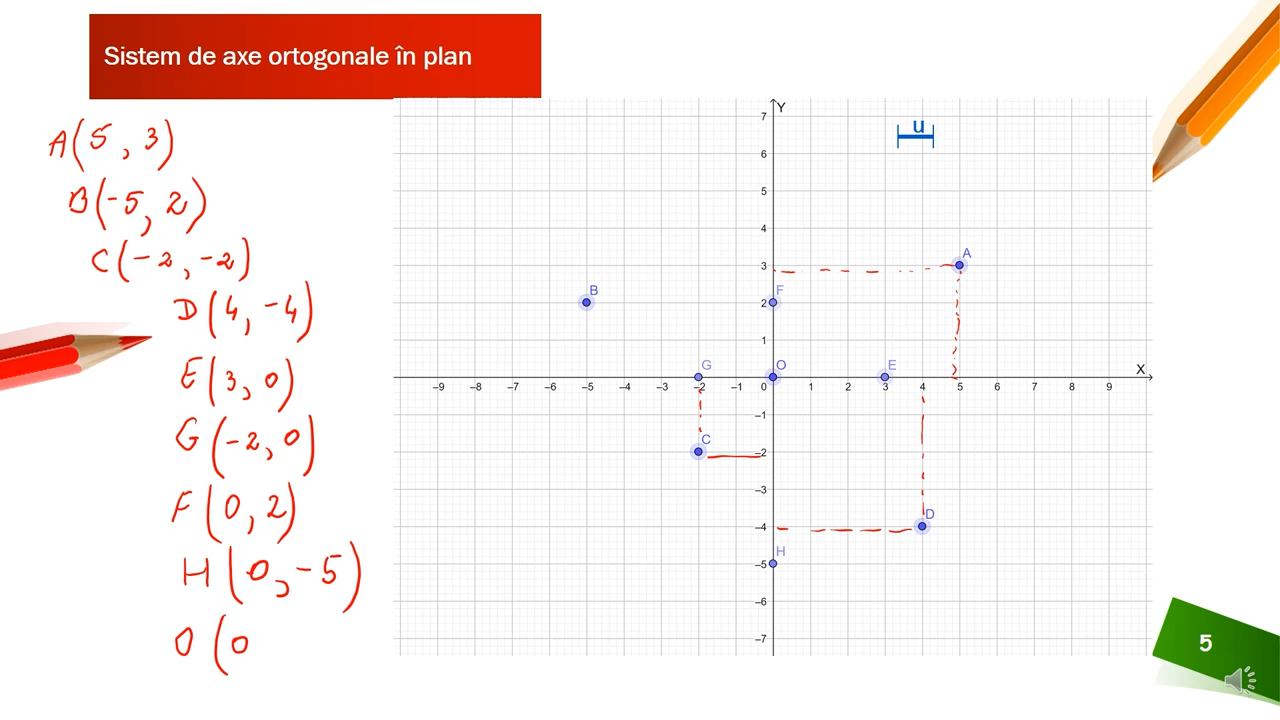 Sistem de axe ortogonale în plan
A(5, 3)
B(-5, 2)
C(-2, -2)
D(4, -4)
E(3, 0)
G(-2, 0)
F(0, 2)
H(0, -5)
O(0
Y
u
7
6
5
4
3
A
2
F
B
1
G
O
E
X
–9 –8 –7 –6 –5 –4 –3 –2 –1 0 1 2 3 4 5 6 7 8 9
–1
C
–2
–3
D
–4
H
–5
–6
–7
5